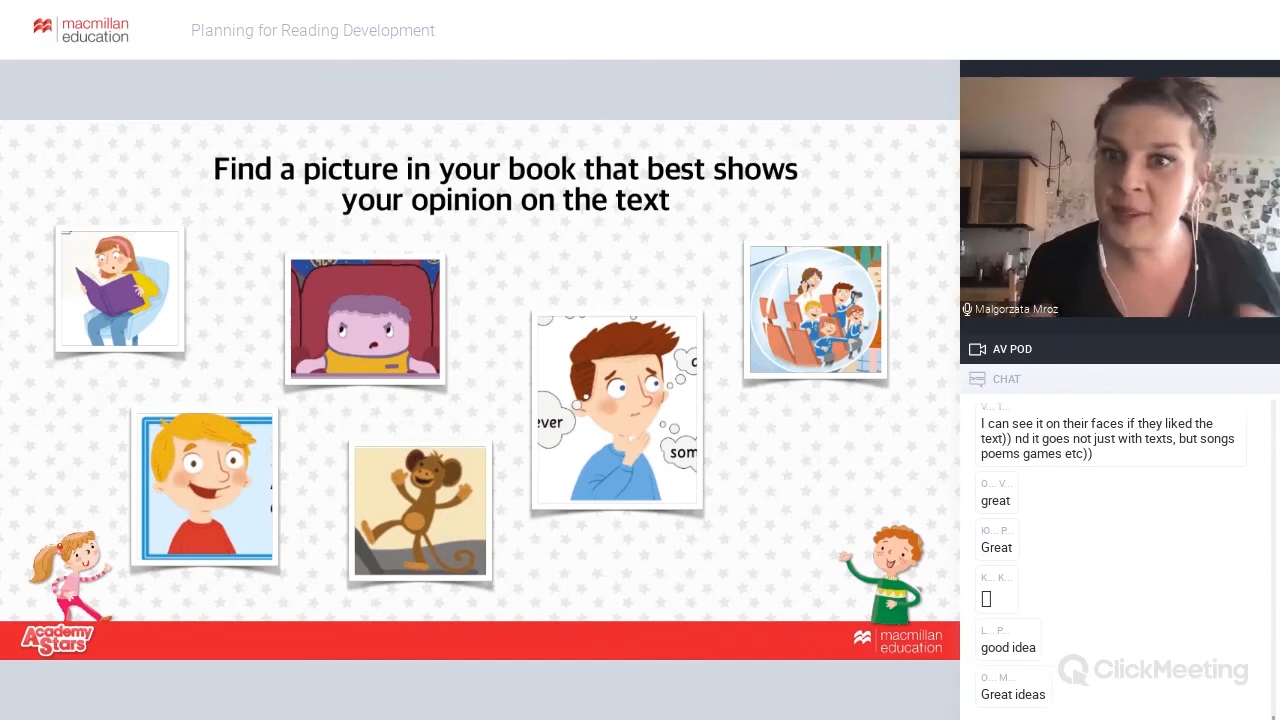 macmillan
education
Planning for Reading Development
Find a picture in your book that best shows
your opinion on the text
ever
som
Academy
Stars
macmillan
education
Malgorzata Mroz
AV POD
CHAT
V... T...
I can see it on their faces if they liked the
text)) nd it goes not just with texts, but songs
poems games etc))
O... V...
great
Ю... Р...
Great
K... K...
L... P...
good idea
O... M...
Great ideas
ClickMeeting